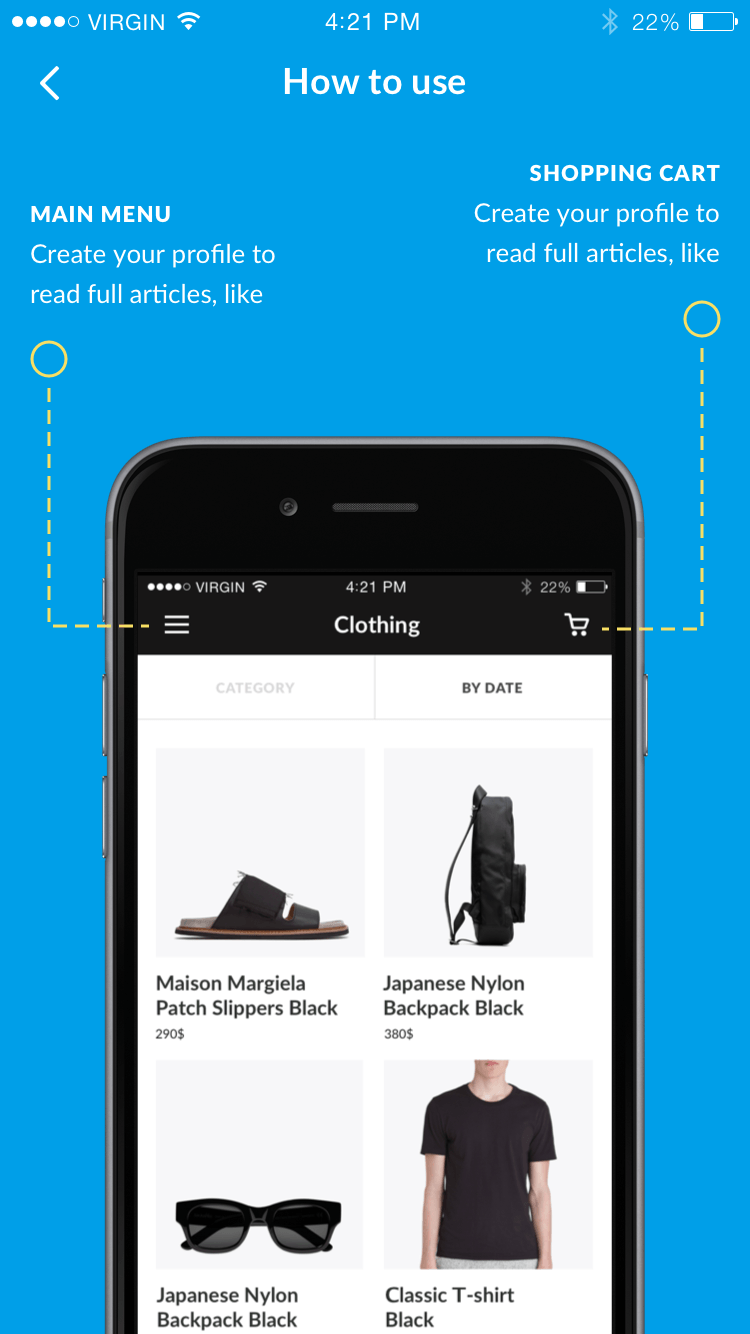 VIRGIN 4:21 PM 22%
How to use
SHOPPING CART
Create your profile to
read full articles, like
MAIN MENU
Create your profile to
read full articles, like
VIRGIN 4:21 PM 22%
Clothing
CATEGORY BY DATE
Maison Margiela
Patch Slippers Black
290$
Japanese Nylon
Backpack Black
380$
Japanese Nylon
Backpack Black
Classic T-shirt
Black